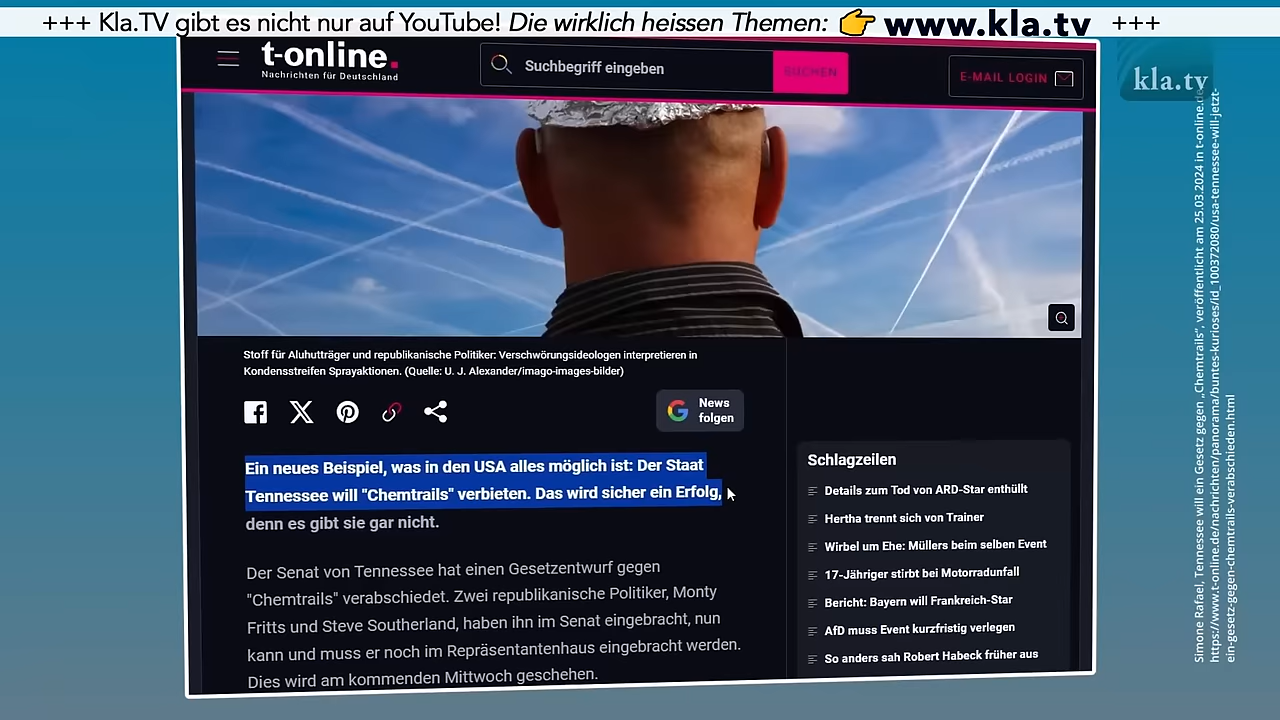 +++ Kla.TV gibt es nicht nur auf YouTube! Die wirklich heissen Themen: 👉 www.kla.tv +++
kla.tv
t-online.
Nachrichten für Deutschland
Suchbegriff eingeben
SUCHEN
E-MAIL LOGIN
Stoff für Aluhutträger und republikanische Politiker: Verschwörungsideologen interpretieren in
Kondensstreifen Sprayaktionen. (Quelle: U. J. Alexander/imago-images-bilder)
News
folgen
Ein neues Beispiel, was in den USA alles möglich ist: Der Staat
Tennessee will "Chemtrails" verbieten. Das wird sicher ein Erfolg,
denn es gibt sie gar nicht.
Der Senat von Tennessee hat einen Gesetzentwurf gegen
"Chemtrails" verabschiedet. Zwei republikanische Politiker, Monty
Fritts und Steve Southerland, haben ihn im Senat eingebracht, nun
kann und muss er noch im Repräsentantenhaus eingebracht werden.
Dies wird am kommenden Mittwoch geschehen.
Schlagzeilen
Details zum Tod von ARD-Star enthüllt
Hertha trennt sich von Trainer
Wirbel um Ehe: Müllers beim selben Event
17-Jähriger stirbt bei Motorradunfall
Bericht: Bayern will Frankreich-Star
AfD muss Event kurzfristig verlegen
So anders sah Robert Habeck früher aus
Simone Rafael, Tennessee will ein Gesetz gegen „Chemtrails", veröffentlicht am 25.03.2024 in t-online.de
https://www.t-online.de/nachrichten/panorama/buntes-kurioses/id_100372080/usa-tennessee-will-jetzt-
ein-gesetz-gegen-chemtrails-verabschieden.html